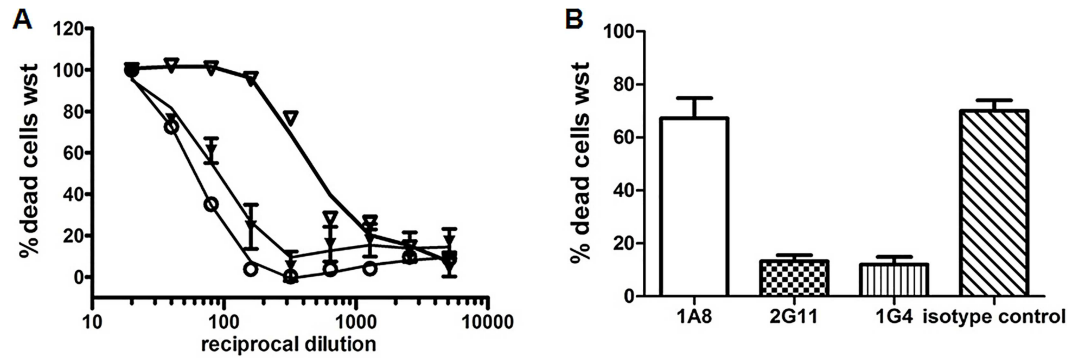 A
%dead cells wst
120
100
80
60
40
20
0
10
100
1000
10000
reciprocal dilution
B
% dead cells wst
100
80
60
40
20
0
1A8
2G11
1G4
isotype control